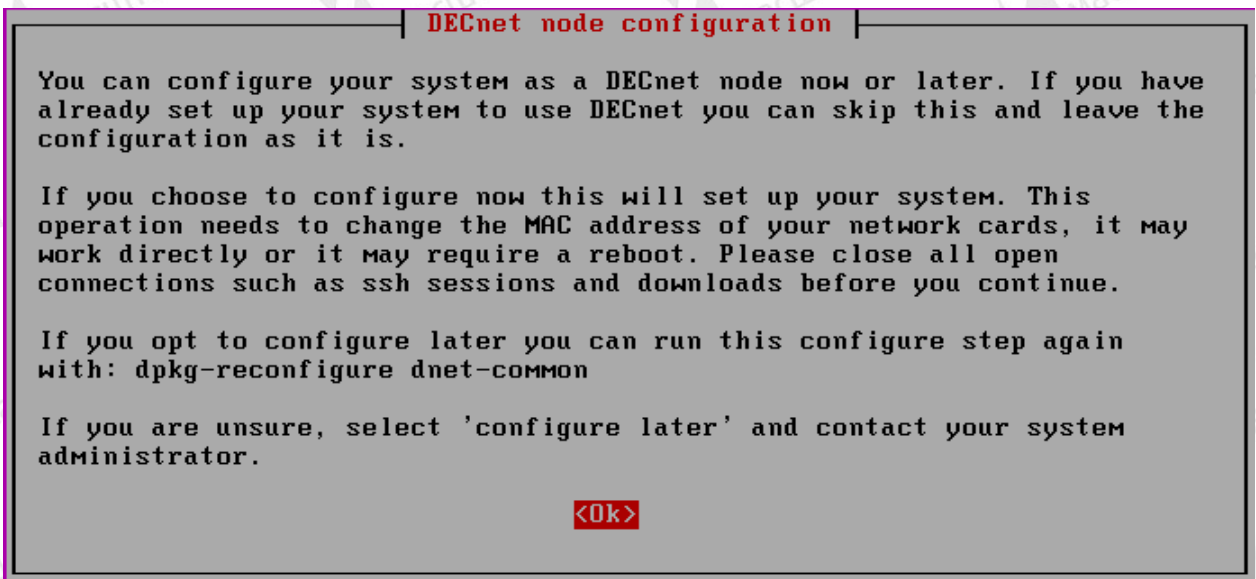 DECnet node configuration
You can configure your system as a DECnet node now or later. If you have
already set up your system to use DECnet you can skip this and leave the
configuration as it is.
If you choose to configure now this will set up your system. This
operation needs to change the MAC address of your network cards, it may
work directly or it may require a reboot. Please close all open
connections such as ssh sessions and downloads before you continue.
If you opt to configure later you can run this configure step again
with: dpkg-reconfigure dnet-common
If you are unsure, select 'configure later' and contact your system
administrator.
<Ok>